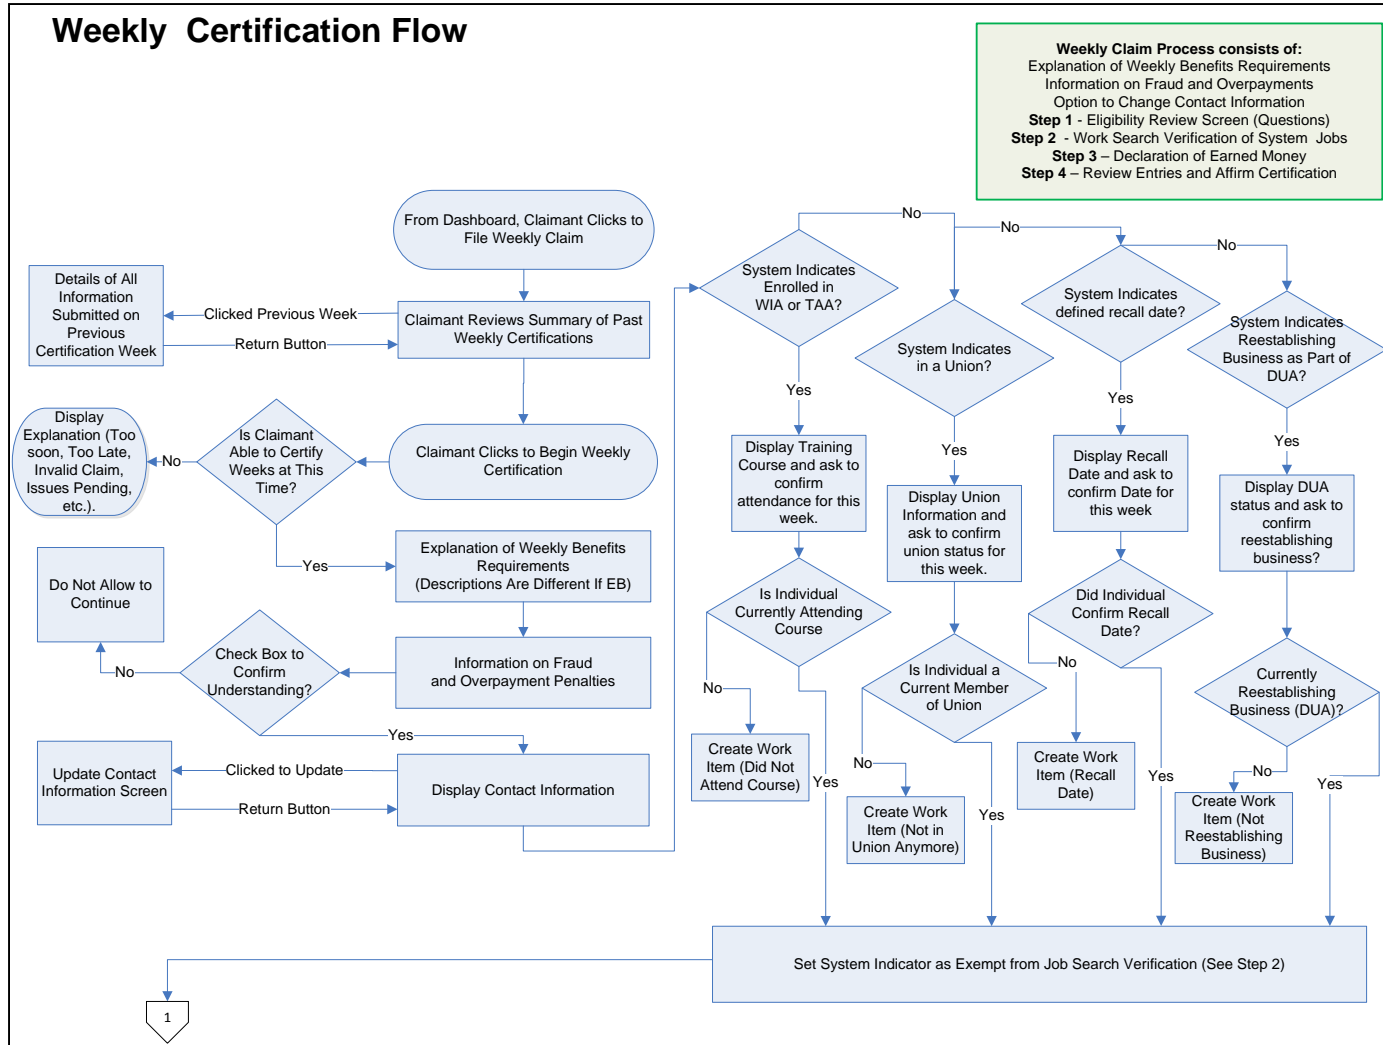 Weekly  Certification Flow
Weekly Claim Process consists of:
Explanation of Weekly Benefits Requirements
Information on Fraud and Overpayments
Option to Change Contact Information
Step 1 - Eligibility Review Screen (Questions)
Step 2  - Work Search Verification of System  Jobs
Step 3 – Declaration of Earned Money
Step 4 – Review Entries and Affirm Certification
From Dashboard, Claimant Clicks to
File Weekly Claim
Details of All
Information
Submitted on
Previous
Certification Week
Clicked Previous Week
Return Button
Claimant Reviews Summary of Past
Weekly Certifications
Display
Explanation (Too
soon, Too Late,
Invalid Claim,
Issues Pending,
etc.).
No
Is Claimant
Able to Certify
Weeks at This
Time?
Claimant Clicks to Begin Weekly
Certification
Yes
Explanation of Weekly Benefits
Requirements
(Descriptions Are Different If EB)
Do Not Allow to
Continue
No
Check Box to
Confirm
Understanding?
Information on Fraud
and Overpayment Penalties
Yes
Update Contact
Information Screen
Clicked to Update
Return Button
Display Contact Information
System Indicates
Enrolled in
WIA or TAA?
No
Yes
Display Training
Course and ask to
confirm
attendance for this
week.
Is Individual
Currently Attending
Course
No
Create Work
Item (Did Not
Attend Course)
Yes
System Indicates
in a Union?
No
Yes
Display Union
Information and
ask to confirm
union status for
this week.
Is Individual a
Current Member
of Union
No
Create Work
Item (Not in
Union Anymore)
Yes
System Indicates
defined recall date?
No
Yes
Display Recall
Date and ask to
confirm Date for
this week
Did Individual
Confirm Recall
Date?
No
Create Work
Item (Recall
Date)
Yes
System Indicates
Reestablishing
Business as Part of
DUA?
Yes
Display DUA
status and ask to
confirm
reestablishing
business?
Currently
Reestablishing
Business (DUA)?
No
Create Work
Item (Not
Reestablishing
Business)
Yes
Set System Indicator as Exempt from Job Search Verification (See Step 2)
1